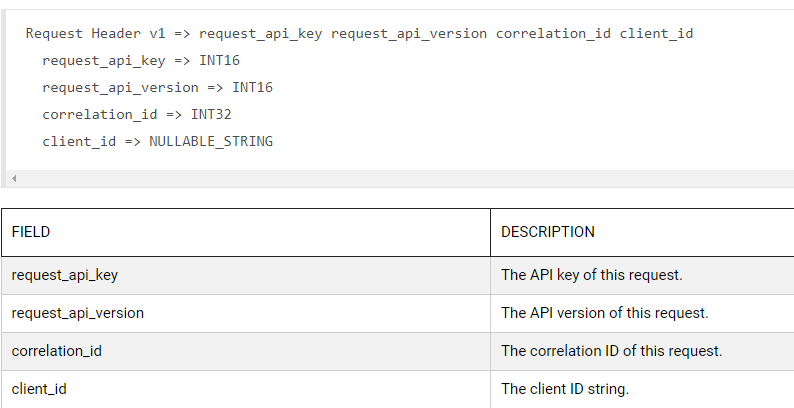 Request Header v1 => request_api_key request_api_version correlation_id client_id
request_api_key => INT16
request_api_version => INT16
correlation_id => INT32
client_id => NULLABLE_STRING
FIELD DESCRIPTION
request_api_key The API key of this request.
request_api_version The API version of this request.
correlation_id The correlation ID of this request.
client_id The client ID string.